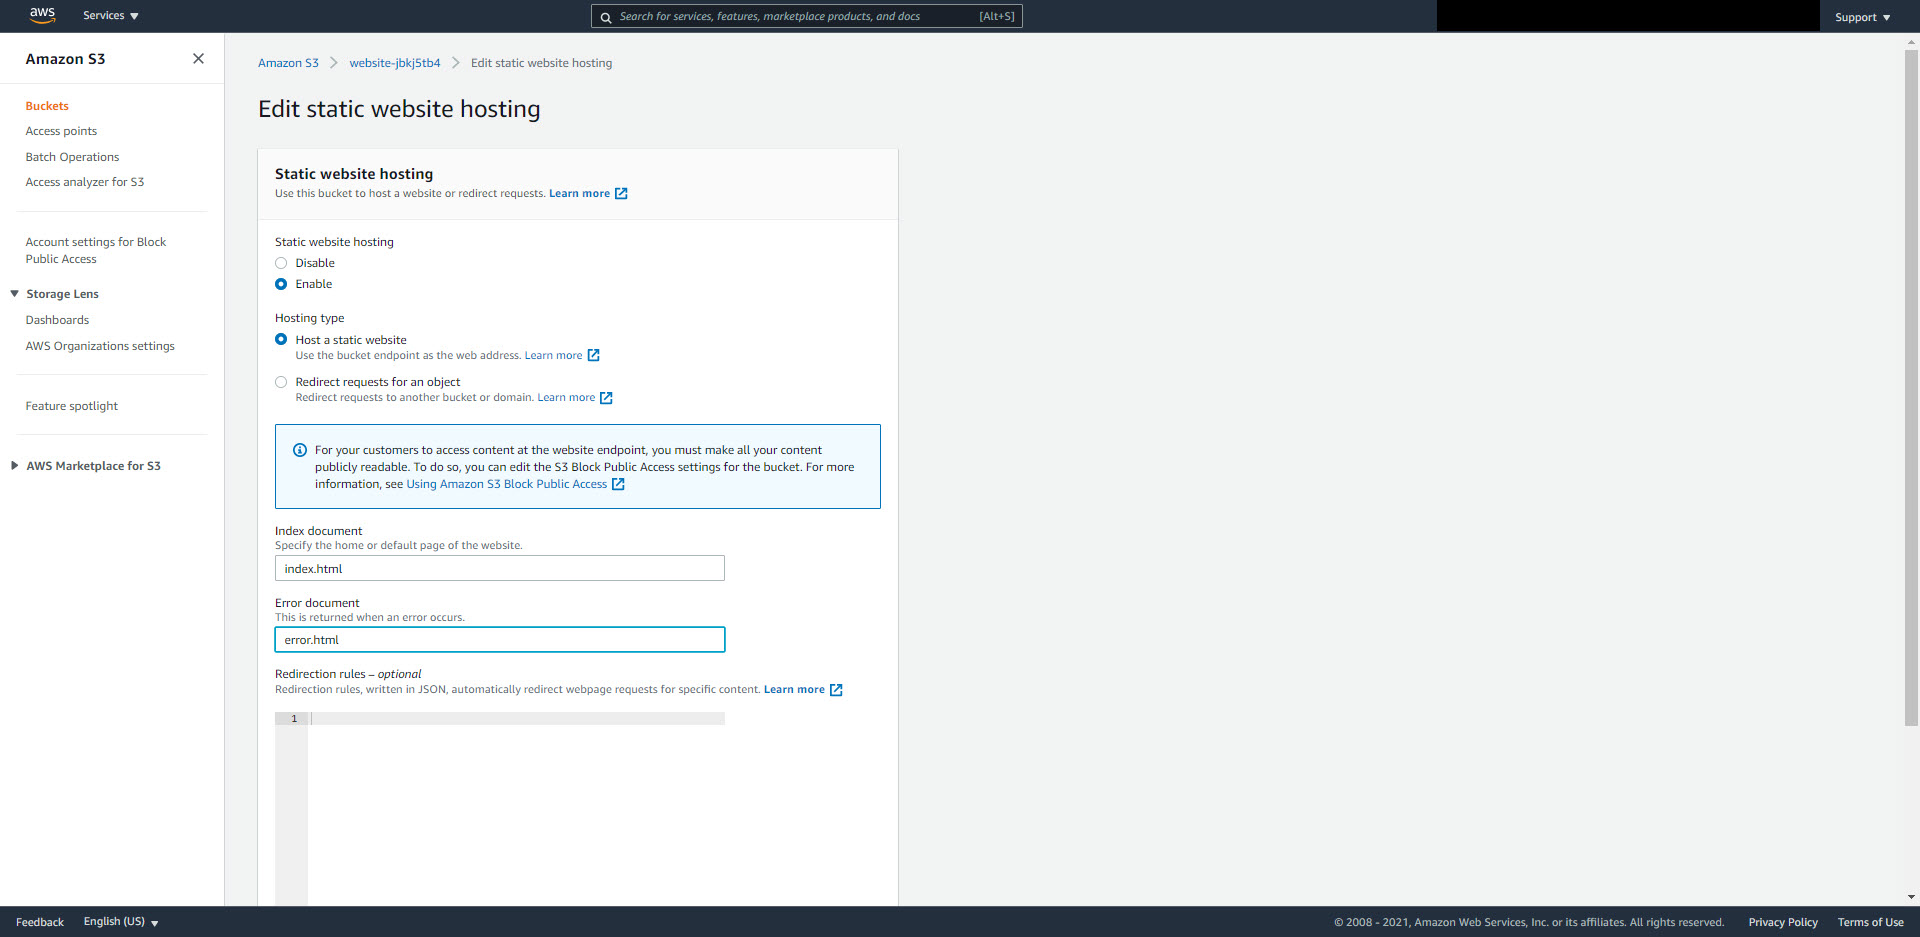 aws
Services
Search for services, features, marketplace products, and docs [Alt+S]
Support
Amazon S3
Buckets
Access points
Batch Operations
Access analyzer for S3
Account settings for Block
Public Access
Storage Lens
Dashboards
AWS Organizations settings
Feature spotlight
AWS Marketplace for S3
Amazon S3 website-jbkj5tb4 Edit static website hosting
Edit static website hosting
Static website hosting
Use this bucket to host a website or redirect requests. Learn more
Static website hosting
Disable
Enable
Hosting type
Host a static website
Use the bucket endpoint as the web address. Learn more
Redirect requests for an object
Redirect requests to another bucket or domain. Learn more
For your customers to access content at the website endpoint, you must make all your content
publicly readable. To do so, you can edit the S3 Block Public Access settings for the bucket. For more
information, see Using Amazon S3 Block Public Access
Index document
Specify the home or default page of the website.
index.html
Error document
This is returned when an error occurs.
error.html
Redirection rules – optional
Redirection rules, written in JSON, automatically redirect webpage requests for specific content. Learn more
1
Feedback English (US) © 2008 - 2021, Amazon Web Services, Inc. or its affiliates. All rights reserved. Privacy Policy Terms of Use